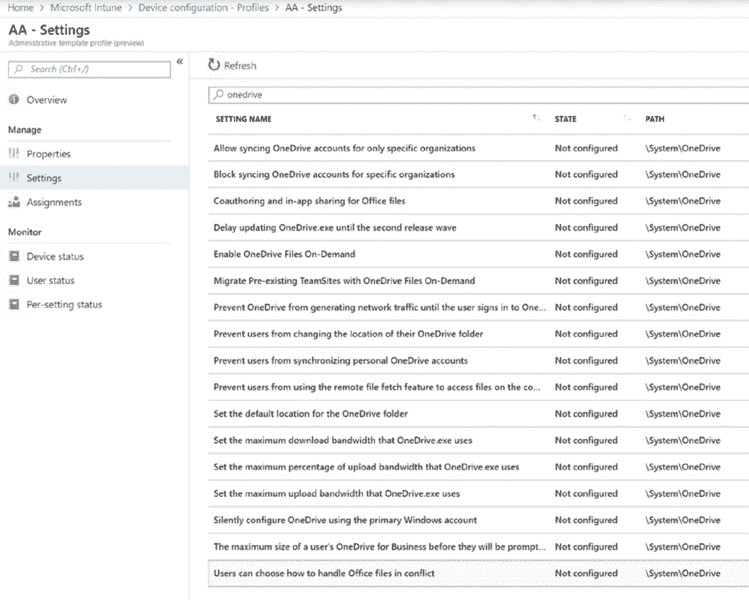 Home > Microsoft Intune > Device configuration - Profiles > AA - Settings
AA - Settings
Administrative template profile (preview)
Search (Ctrl+/)
Overview
Manage
Properties
Settings
Assignments
Monitor
Device status
User status
Per-setting status
Refresh
onedrive
SETTING NAME STATE PATH
Allow syncing OneDrive accounts for only specific organizations Not configured \System\OneDrive
Block syncing OneDrive accounts for specific organizations Not configured \System\OneDrive
Coauthoring and in-app sharing for Office files Not configured \System\OneDrive
Delay updating OneDrive.exe until the second release wave Not configured \System\OneDrive
Enable OneDrive Files On-Demand Not configured \System\OneDrive
Migrate Pre-existing TeamSites with OneDrive Files On-Demand Not configured \System\OneDrive
Prevent OneDrive from generating network traffic until the user signs in to One... Not configured \System\OneDrive
Prevent users from changing the location of their OneDrive folder Not configured \System\OneDrive
Prevent users from synchronizing personal OneDrive accounts Not configured \System\OneDrive
Prevent users from using the remote file fetch feature to access files on the co... Not configured \System\OneDrive
Set the default location for the OneDrive folder Not configured \System\OneDrive
Set the maximum download bandwidth that OneDrive.exe uses Not configured \System\OneDrive
Set the maximum percentage of upload bandwidth that OneDrive.exe uses Not configured \System\OneDrive
Set the maximum upload bandwidth that OneDrive.exe uses Not configured \System\OneDrive
Silently configure OneDrive using the primary Windows account Not configured \System\OneDrive
The maximum size of a user's OneDrive for Business before they will be prompt... Not configured \System\OneDrive
Users can choose how to handle Office files in conflict Not configured \System\OneDrive